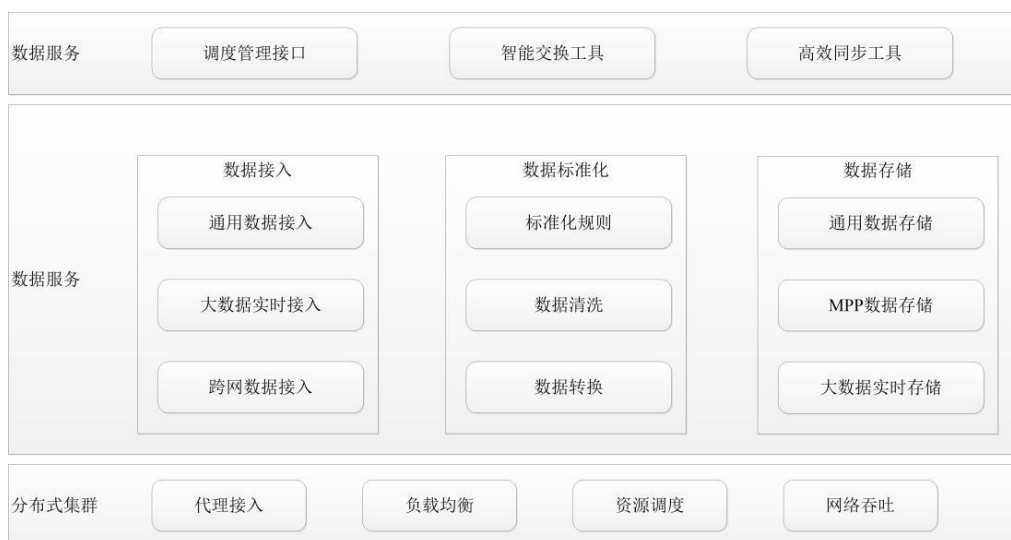 数据服务
调度管理接口
智能交换工具
高效同步工具
数据服务
数据接入
通用数据接入
大数据实时接入
跨网数据接入
数据标准化
标准化规则
数据清洗
数据转换
数据存储
通用数据存储
MPP数据存储
大数据实时存储
分布式集群
代理接入
负载均衡
资源调度
网络吞吐